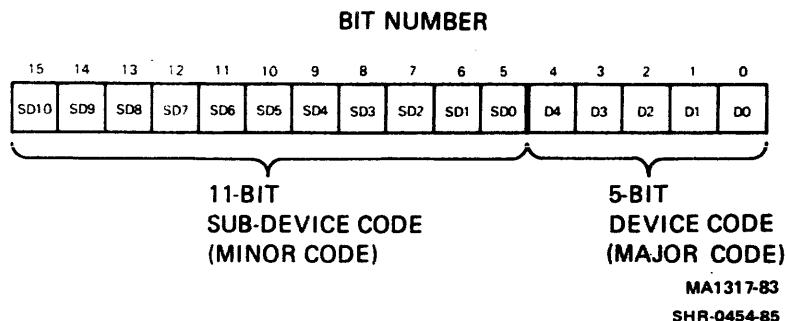 BIT NUMBER
15 14 13 12 11 10 9 8 7 6 5 4 3 2 1 0
SD10 SD9 SD8 SD7 SD6 SD5 SD4 SD3 SD2 SD1 SD0 D4 D3 D2 D1 D0
11-BIT
SUB-DEVICE CODE
(MINOR CODE)
5-BIT
DEVICE CODE
(MAJOR CODE)
MA1317-83
SHR-0454-85